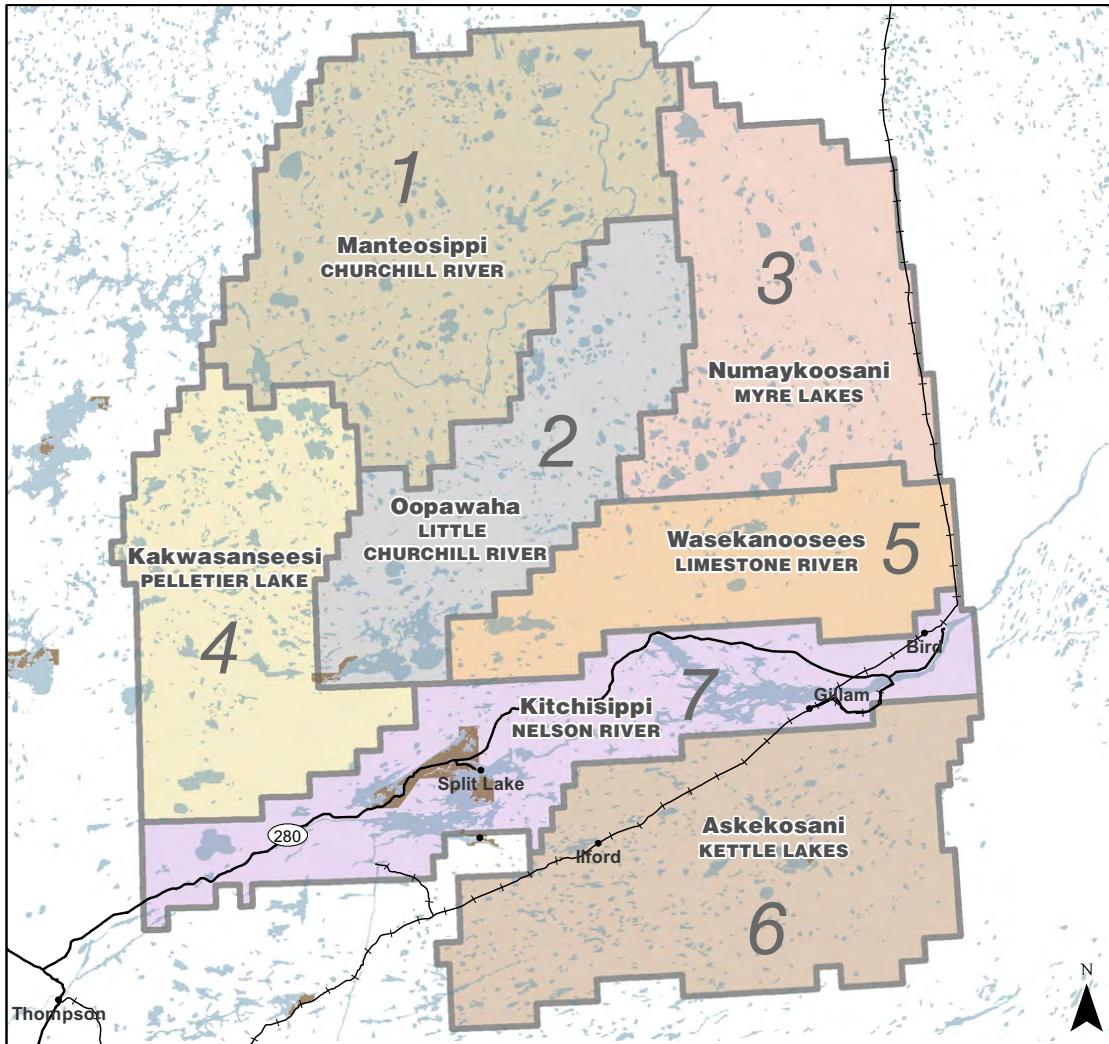 1
Manteosippi
CHURCHILL RIVER
3
Numaykoosani
MYRE LAKES
2
Oopawaha
LITTLE
CHURCHILL RIVER
Kakwasanseesi
PELLETIER LAKE
4
Wasekanoosees
LIMESTONE RIVER
5
Bird
7
Gillam
Kitchisippi
NELSON RIVER
Split Lake
280
Ilford
Askekosani
KETTLE LAKES
6
Thompson
N